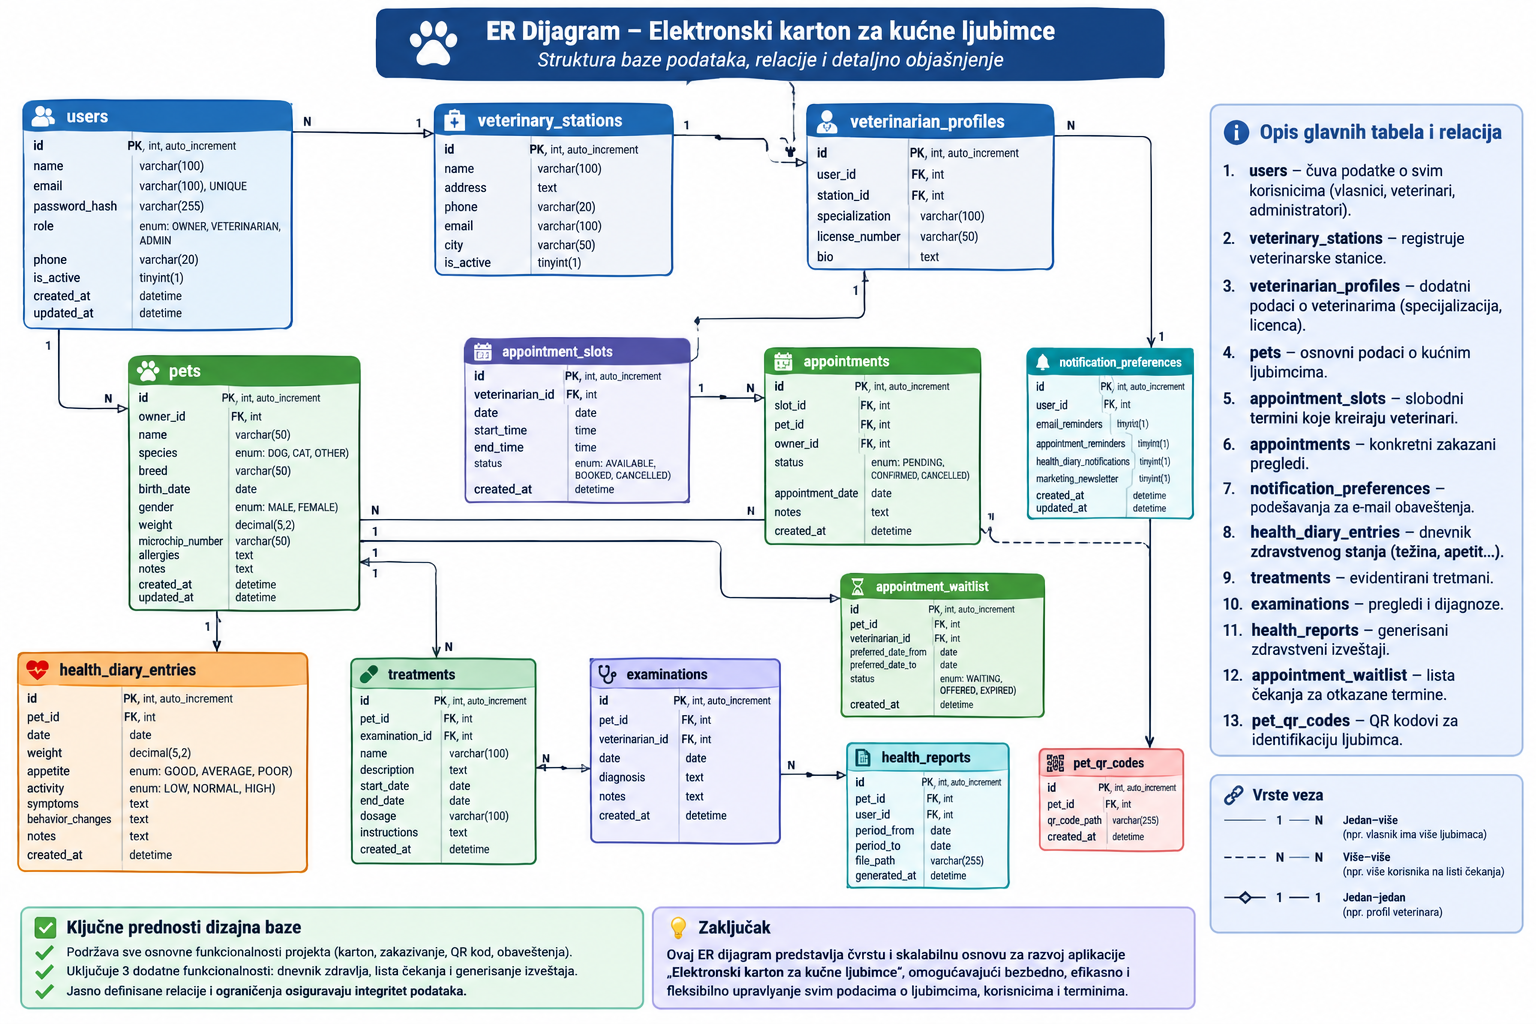 ER Dijagram – Elektronski karton za kućne ljubimce
Struktura baze podataka, relacije i detaljno objašnjenje
users
id PK, int, auto_increment
name varchar(100)
email varchar(100), UNIQUE
password_hash varchar(255)
role enum: OWNER, VETERINARIAN,
ADMIN
phone varchar(20)
is_active tinyint(1)
created_at datetime
updated_at datetime
N
1
veterinary_stations
id PK, int, auto_increment
name varchar(100)
address text
phone varchar(20)
email varchar(100)
city varchar(50)
is_active tinyint(1)
1
veterinarian_profiles
id PK, int, auto_increment
user_id FK, int
station_id FK, int
specialization varchar(100)
license_number varchar(50)
bio text
N
1
1
1
N
pets
id PK, int, auto_increment
owner_id FK, int
name varchar(50)
species enum: DOG, CAT, OTHER)
breed varchar(50)
birth_date date
gender enum: MALE, FEMALE)
weight decimal(5,2)
microchip_number varchar(50)
allergies text
notes text
created_at detetime
updated_at datetime
appointment_slots
id PK, int, auto_increment
veterinarian_id FK, int
date date
start_time time
end_time time
status enum: AVAILABLE,
BOOKED, CANCELLED)
created_at detetime
1
N
appointments
id PK, int, auto_increment
slot_id FK, int
pet_id FK, int
owner_id FK, int
status enum: PENDING,
CONFIRMED, CANCELLED)
appointment_date date
notes text
created_at detetime
notification_preferences
id PK, int, auto_increment
user_id FK, int
email_reminders
appointment_reminders tinyint(1)
health_diary_notifications tinyint(1)
marketing_newsletter tinyint(1)
created_at detetime
updated_at datetime
N
N
1
1
1
1
N
appointment_waitlist
id PK, int, auto_increment
pet_id FK, int
veterinarian_id FK, int
preferred_date_from date
preferred_date_to date
status enum: WAITING,
OFFERED, EXPIRED)
created_at detetime
health_diary_entries
id PK, int, auto_increment
pet_id FK, int
date date
weight decimal(5,2)
appetite enum: GOOD, AVERAGE, POOR)
activity enum: LOW, NORMAL, HIGH)
symptoms text
behavior_changes text
notes text
created_at detetime
treatments
id PK, int, auto_increment
pet_id FK, int
examination_id FK, int
name varchar(100)
description text
start_date date
end_date date
dosage varchar(100)
instructions text
created_at date
N
examinations
id PK, int, auto_increment
pet_id FK, int
veterinarian_id FK, int
date date
diagnosis text
notes text
created_at detetime
N
health_reports
id PK, int, auto_increment
pet_id FK, int
user_id FK, int
period_from date
period_to date
file_path varchar(255)
generated_at detetime
pet_qr_codes
id PK, int, auto_increment
pet_id FK, int
qr_code_path varchar(255)
created_at detetime
Opis glavnih tabela i relacija
1. users – čuva podatke o svim
korisnicima (vlasnici, veterinari,
administratori).
2. veterinary_stations – registruje
veterinarske stanice.
3. veterinarian_profiles – dodatni
podaci o veterinarima (specijalizacija,
licenca).
4. pets – osnovni podaci o kućnim
ljubimcima.
5. appointment_slots – slobodni
termini koje kreiraju veterinari.
6. appointments – konkretni zakazani
pregledi.
7. notification_preferences –
podešavanja za e-mail obaveštenja.
8. health_diary_entries – dnevnik
zdravstvenog stanja (težina, apetit...).
9. treatments – evidentirani tretmani.
10. examinations – pregledi i dijagnoze.
11. health_reports – generisani
zdravstveni izveštaji.
12. appointment_waitlist – lista
čekanja za otkazane termine.
13. pet_qr_codes – QR kodovi za
identifikaciju ljubimca.
Vrste veza
1 — N Jedan–više
(npr. vlasnik ima više ljubimaca)
N — N Više–više
(npr. više korisnika na listi čekanja)
1 — 1 Jedan–jedan
(npr. profil veterinara)
Ključne prednosti dizajna baze
Podržava sve osnovne funkcionalnosti projekta (karton, zakazivanje, QR kod, obaveštenja).
Uključuje 3 dodatne funkcionalnosti: dnevnik zdravlja, lista čekanja i generisanje izveštaja.
Jasno definisane relacije i ograničenja osiguravaju integritet podataka.
Zaključak
Ovaj ER dijagram predstavlja čvrstu i skalabilnu osnovu za razvoj aplikacije
„Elektronski karton za kućne ljubimce“, omogućavajući bezbedno, efikasno i
fleksibilno upravljanje svim podacima o ljubimcima, korisnicima i terminima.